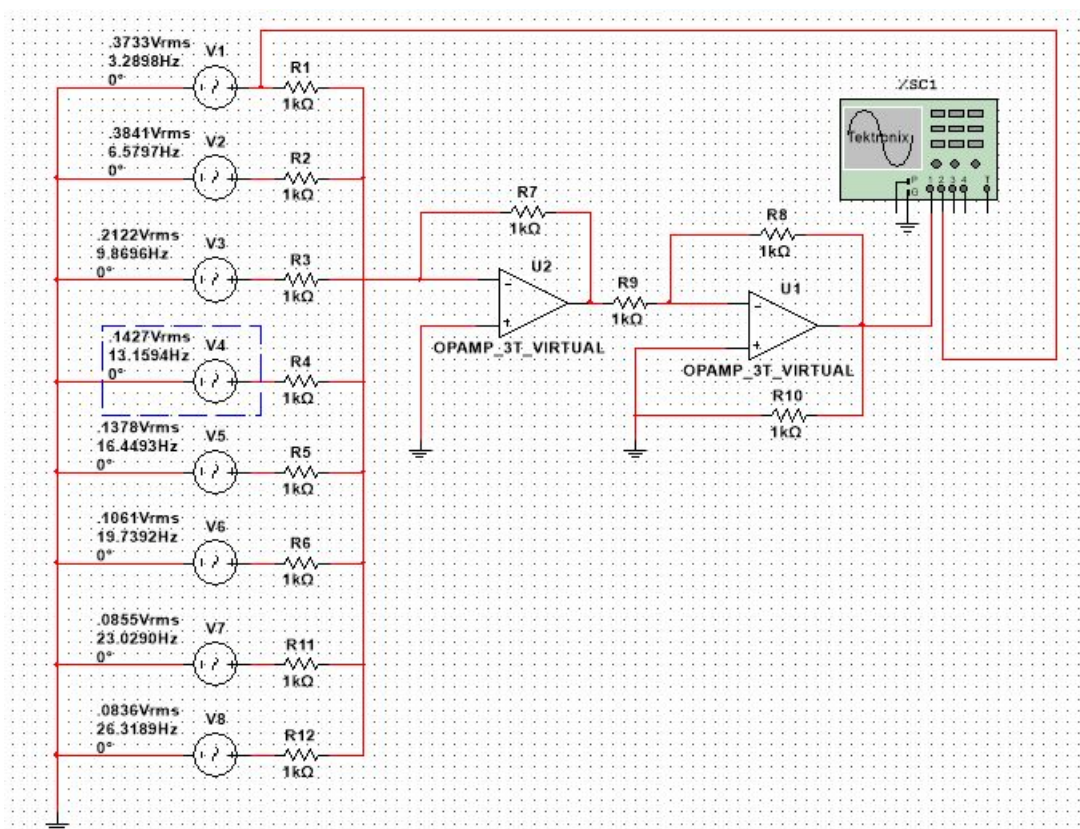 .3733Vrms
3.2898Hz
0°
V1
R1
1kΩ
XSC1
Tektronix
P
G
1 2 3 4
T
.3841Vrms
6.5797Hz
0°
V2
R2
1kΩ
.2122Vrms
9.8696Hz
0°
V3
R3
1kΩ
R7
1kΩ
U2
-
+
OPAMP_3T_VIRTUAL
R9
1kΩ
R8
1kΩ
U1
-
+
OPAMP_3T_VIRTUAL
R10
1kΩ
.1427Vrms
13.1594Hz
0°
V4
R4
1kΩ
.1378Vrms
16.4493Hz
0°
V5
R5
1kΩ
.1061Vrms
19.7392Hz
0°
V6
R6
1kΩ
.0855Vrms
23.0290Hz
0°
V7
R11
1kΩ
.0836Vrms
26.3189Hz
0°
V8
R12
1kΩ